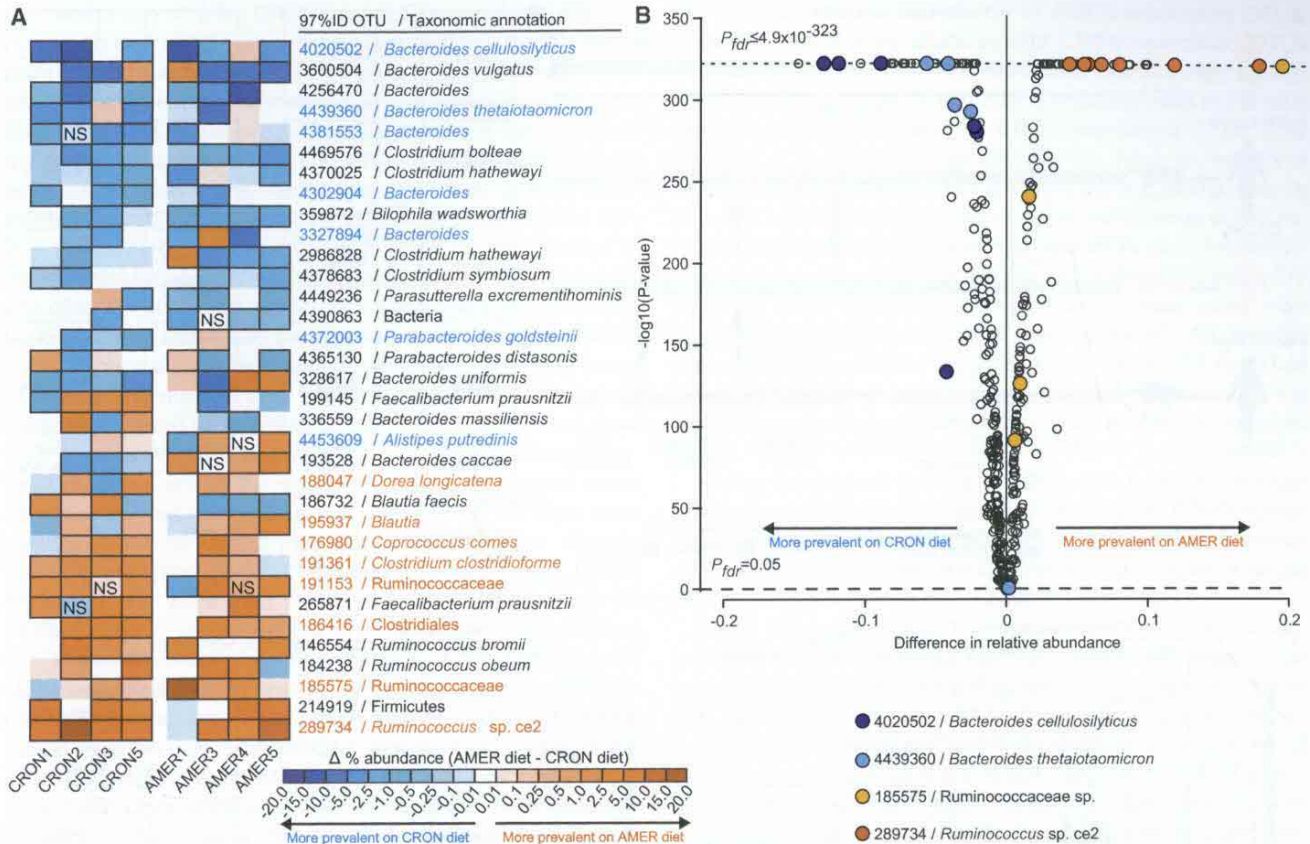 A
97%ID OTU / Taxonomic annotation
4020502 / Bacteroides cellulosilyticus
3600504 / Bacteroides vulgatus
4256470 / Bacteroides
4439360 / Bacteroides thetaiotaomicron
NS
4381553 / Bacteroides
4469576 / Clostridium bolteae
4370025 / Clostridium hathewayi
4302904 / Bacteroides
359872 / Bilophila wadsworthia
3327894 / Bacteroides
2986828 / Clostridium hathewayi
4378683 / Clostridium symbiosum
4449236 / Parasutterella excrementihominis
NS
4390863 / Bacteria
4372003 / Parabacteroides goldsteinii
4365130 / Parabacteroides distasonis
328617 / Bacteroides uniformis
199145 / Faecalibacterium prausnitzii
336559 / Bacteroides massiliensis
NS
4453609 / Alistipes putredinis
NS
193528 / Bacteroides caccae
188047 / Dorea longicatena
186732 / Blautia faecis
195937 / Blautia
176980 / Coprococcus comes
191361 / Clostridium clostridioforme
NS NS
191153 / Ruminococcaceae
NS
265871 / Faecalibacterium prausnitzii
186416 / Clostridiales
146554 / Ruminococcus bromii
184238 / Ruminococcus obeum
185575 / Ruminococcaceae
214919 / Firmicutes
289734 / Ruminococcus sp. ce2
CRON1 CRON2 CRON3 CRON5 AMER1 AMER3 AMER4 AMER5
Δ % abundance (AMER diet - CRON diet)
-20.0 -15.0 -10.0 -5.0 -2.5 -1.0 -0.5 -0.25 -0.1 -0.01 0.01 0.1 0.25 0.5 1.0 2.5 5.0 10.0 15.0 20.0
More prevalent on CRON diet More prevalent on AMER diet
B
-350
300
250
200
150
100
50
0
-log10(P-value)
Pfdr≤4.9x10-323
More prevalent on CRON diet More prevalent on AMER diet
Pfdr=0.05
-0.2 -0.1 0 0.1 0.2
Difference in relative abundance
4020502 / Bacteroides cellulosilyticus
4439360 / Bacteroides thetaiotaomicron
185575 / Ruminococcaceae sp.
289734 / Ruminococcus sp. ce2